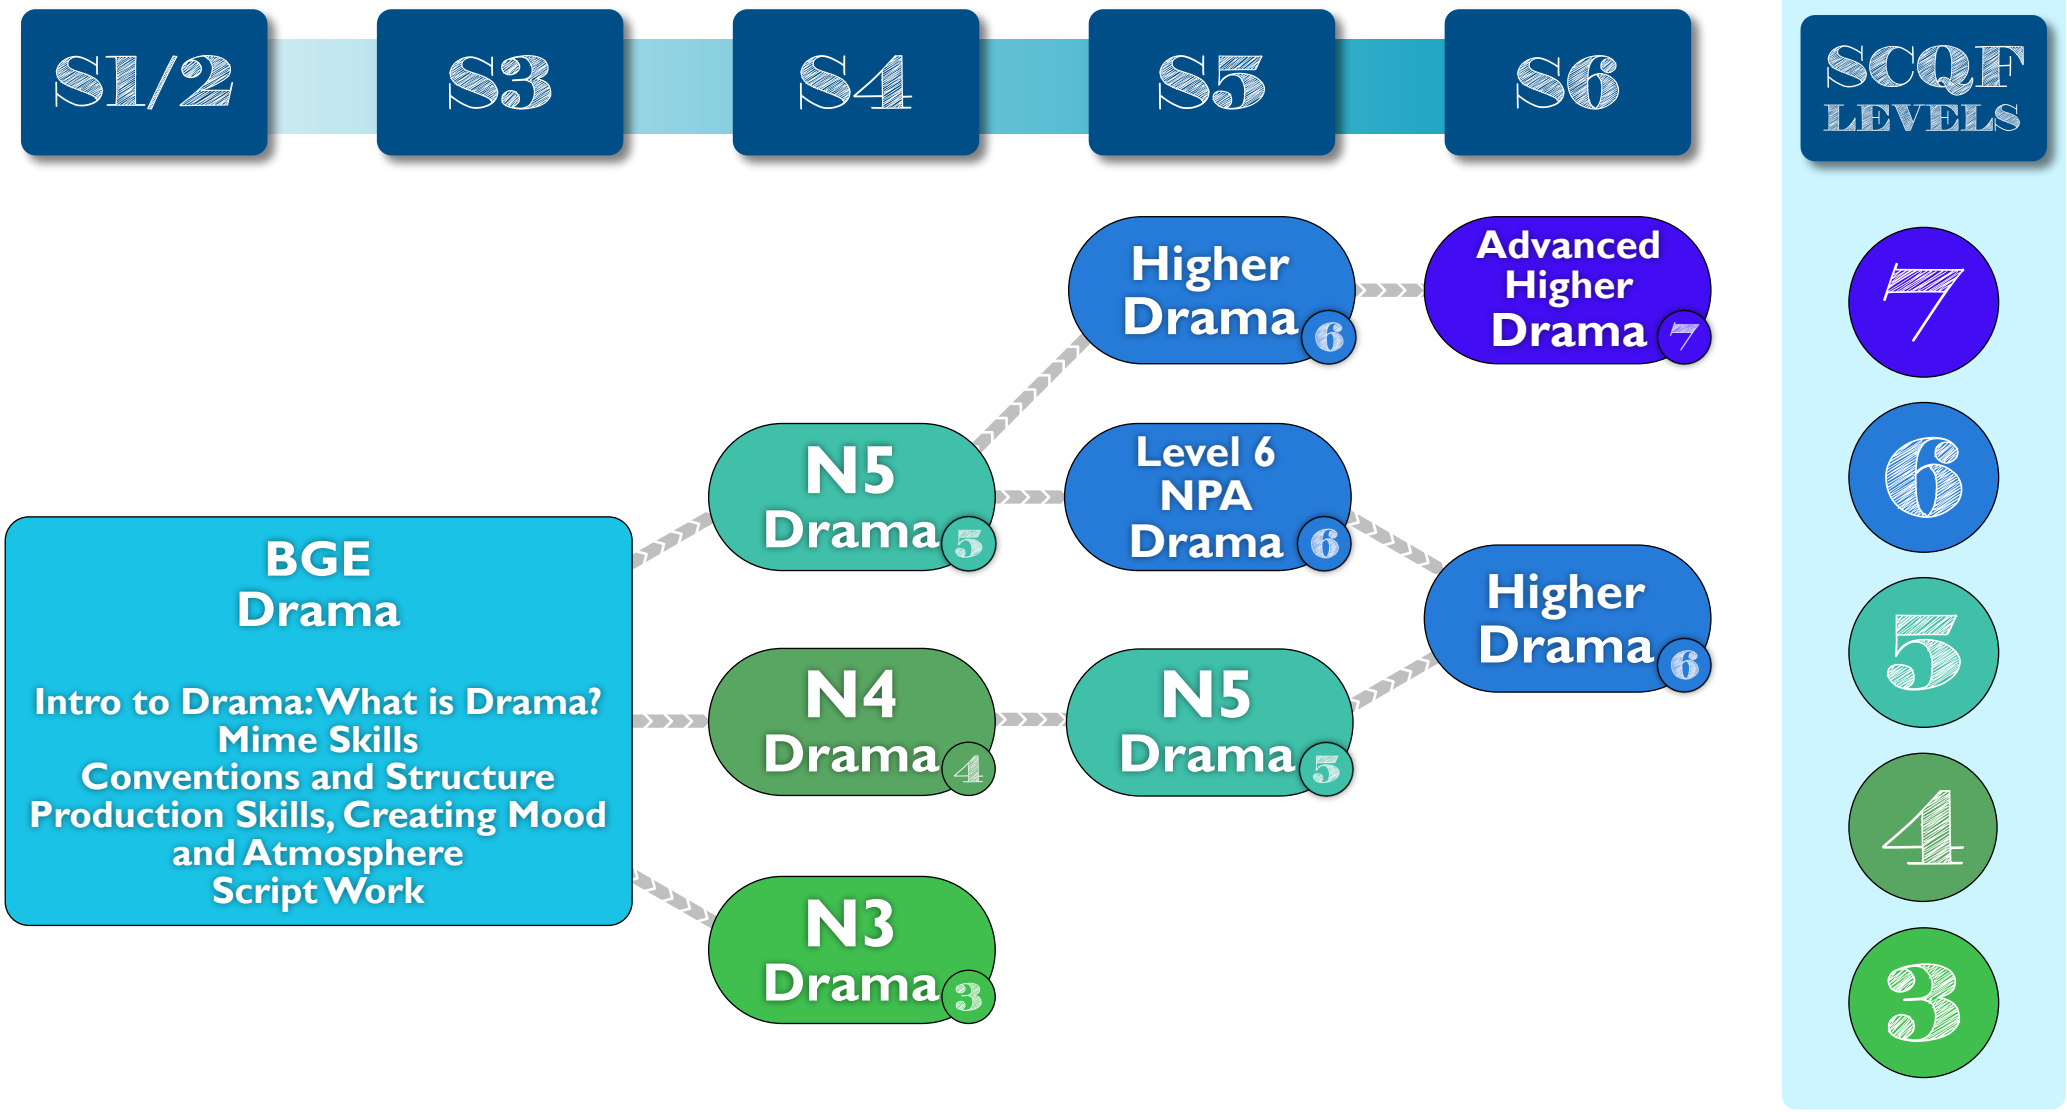 S1/2
S3
S4
S5
S6
SCQF
LEVELS
BGE
Drama
Intro to Drama: What is Drama?
Mime Skills
Conventions and Structure
Production Skills, Creating Mood
and Atmosphere
Script Work
N5
Drama
5
N4
Drama
4
N3
Drama
3
Higher
Drama
6
Level 6
NPA
Drama
6
N5
Drama
5
Advanced
Higher
Drama
7
Higher
Drama
6
7
6
5
4
3